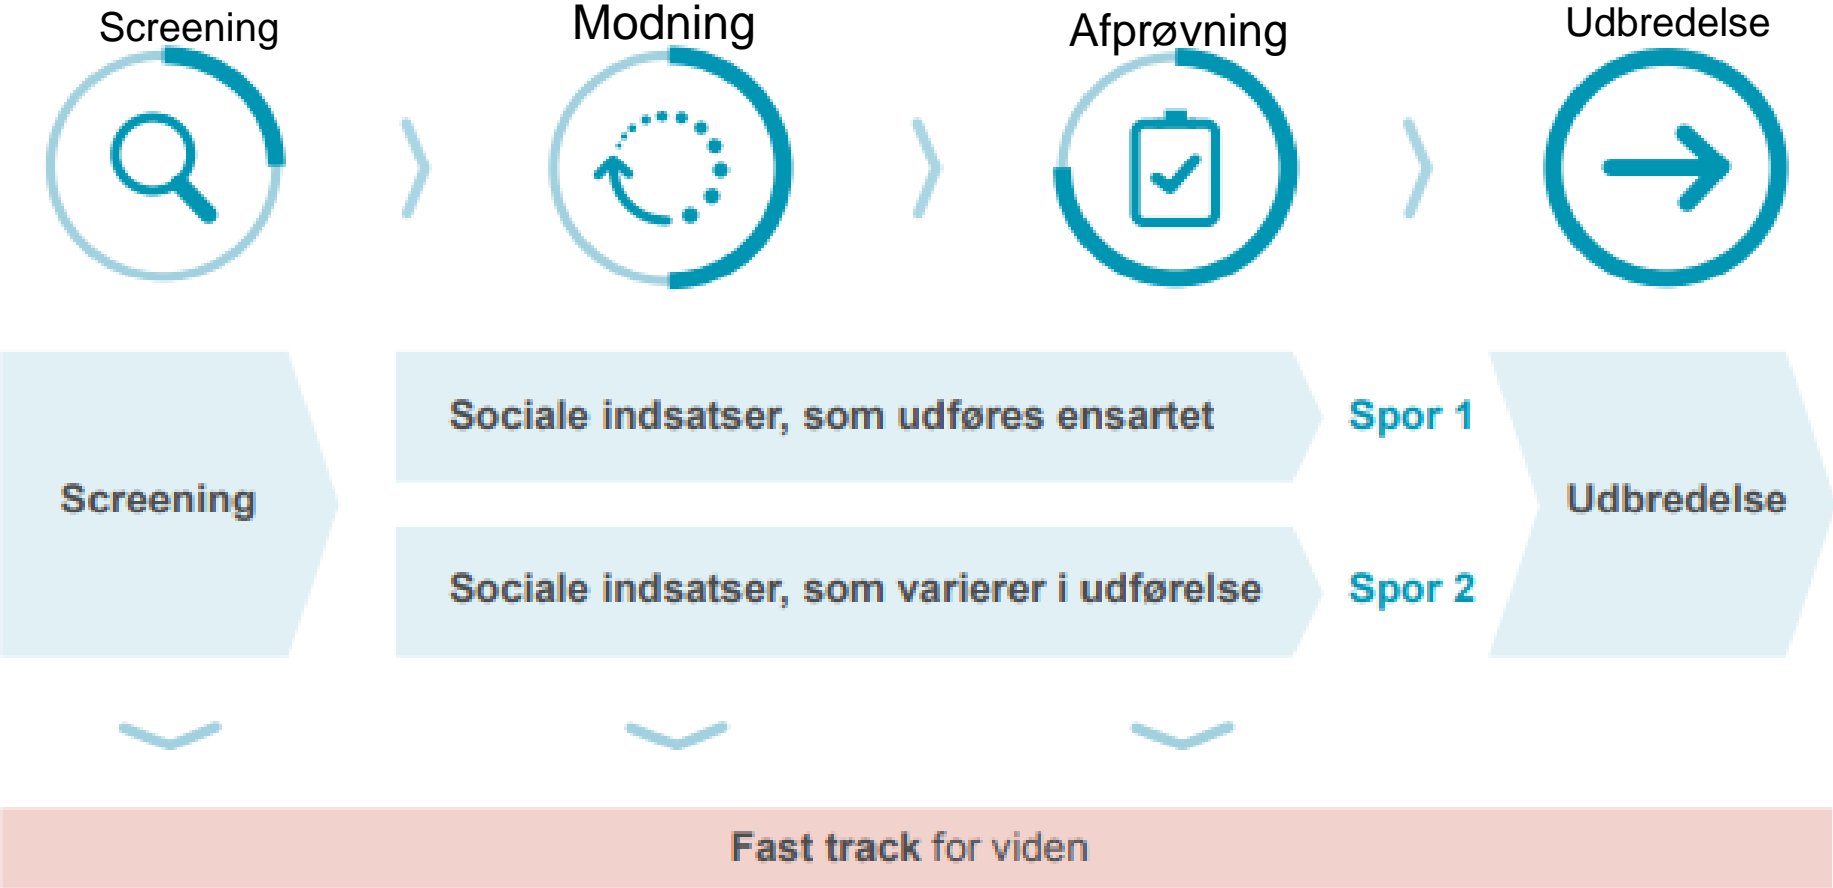 Screening
Modning
Afprøvning
Udbredelse
Sociale indsatser, som udføres ensartet
Spor 1
Screening
Udbredelse
Sociale indsatser, som varierer i udførelse
Spor 2
Fast track for viden